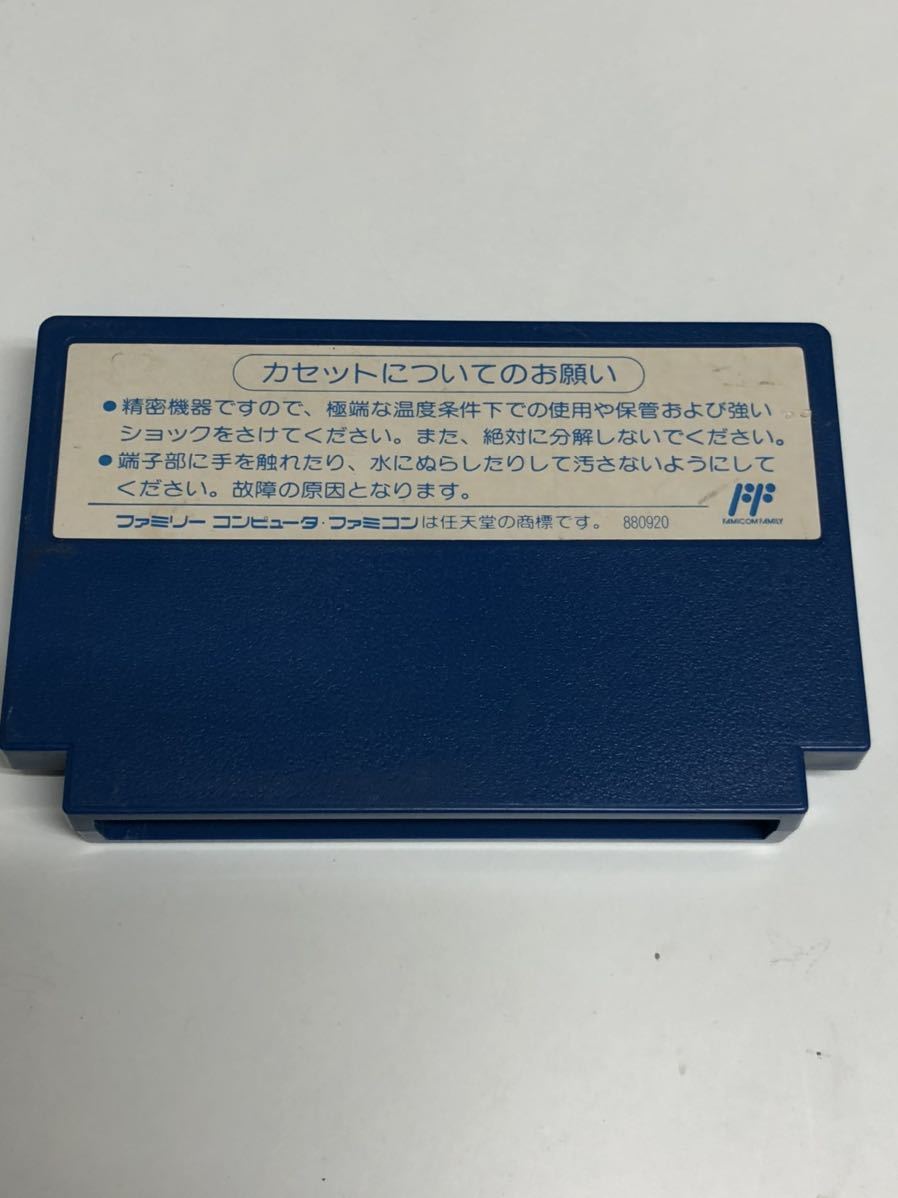 カセットについてのお願い
●精密機器ですので、極端な温度条件下での使用や保管および強い
ショックをさけてください。また、絶対に分解しないでください。
●端子部に手を触れたり、水にぬらしたりして汚さないようにして
ください。故障の原因となります。
ファミリー コンピュータ・ファミコンは任天堂の商標です。 880920
FF
FAMICOM FAMILY